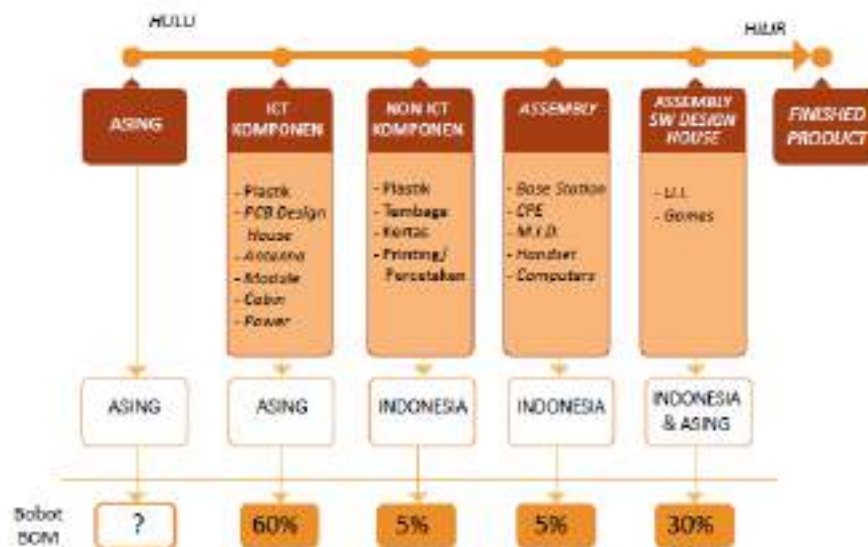 HULU
HILIR
ASING
ICT
KOMPONEN
- Plastik
- PCB Design
House
- Antenna
- Module
- Cabin
- Power
NON ICT
KOMPONEN
- Plastik
- Tembaga
- Kertas
- Printing/
Percetakan
ASSEMBLY
- Base Station
- CPE
- M.I.D.
- Handset
- Computers
ASSEMBLY
SW DESIGN
HOUSE
- U.I.
- Games
FINISHED
PRODUCT
ASING
ASING
INDONESIA
INDONESIA
INDONESIA
& ASING
Bobot
BOM
?
60%
5%
5%
30%